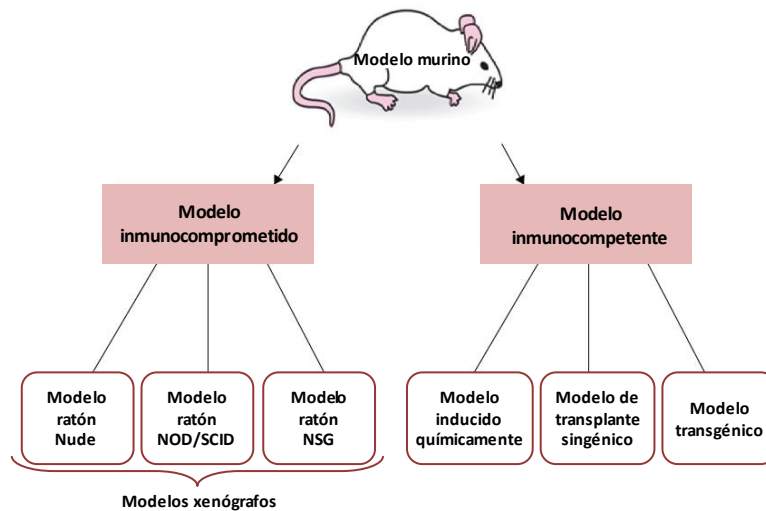 Modelo murino
Modelo
inmunocomprometido
Modelo
inmunocompetente
Modelo
ratón
Nude
Modelo
ratón
NOD/SCID
Modelo
ratón
NSG
Modelo
inducido
químicamente
Modelo de
transplante
singénico
Modelo
transgénico
Modelos xenógrafos